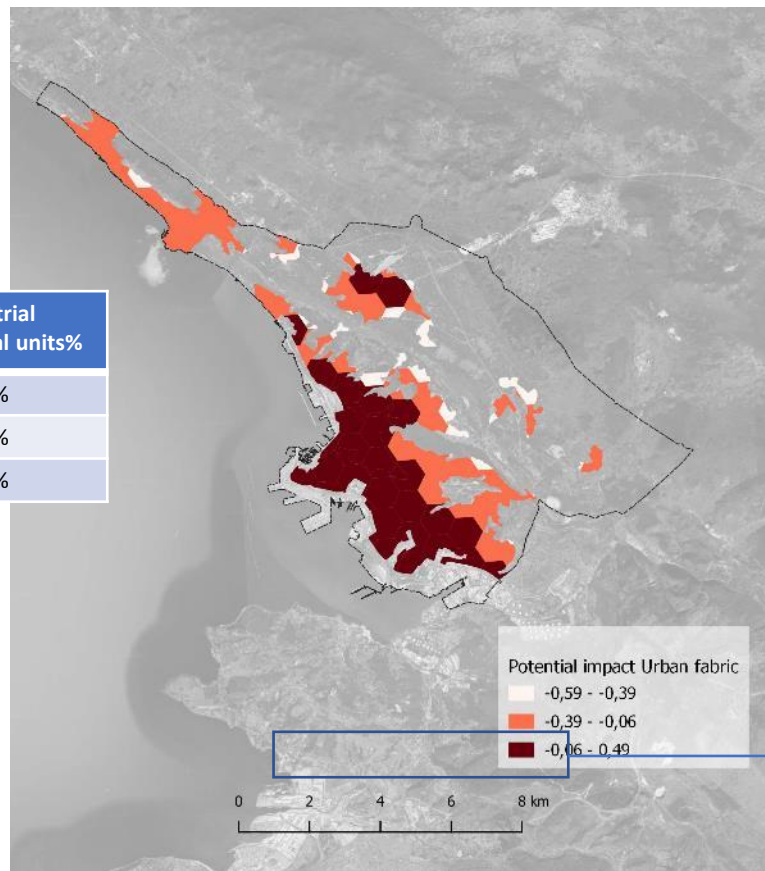 trial
l units%
%
%
%
Potential impact Urban fabric
-0,59 - -0,39
-0,39 - -0,06
-0,06 - 0,49
0 2 4 6 8 km